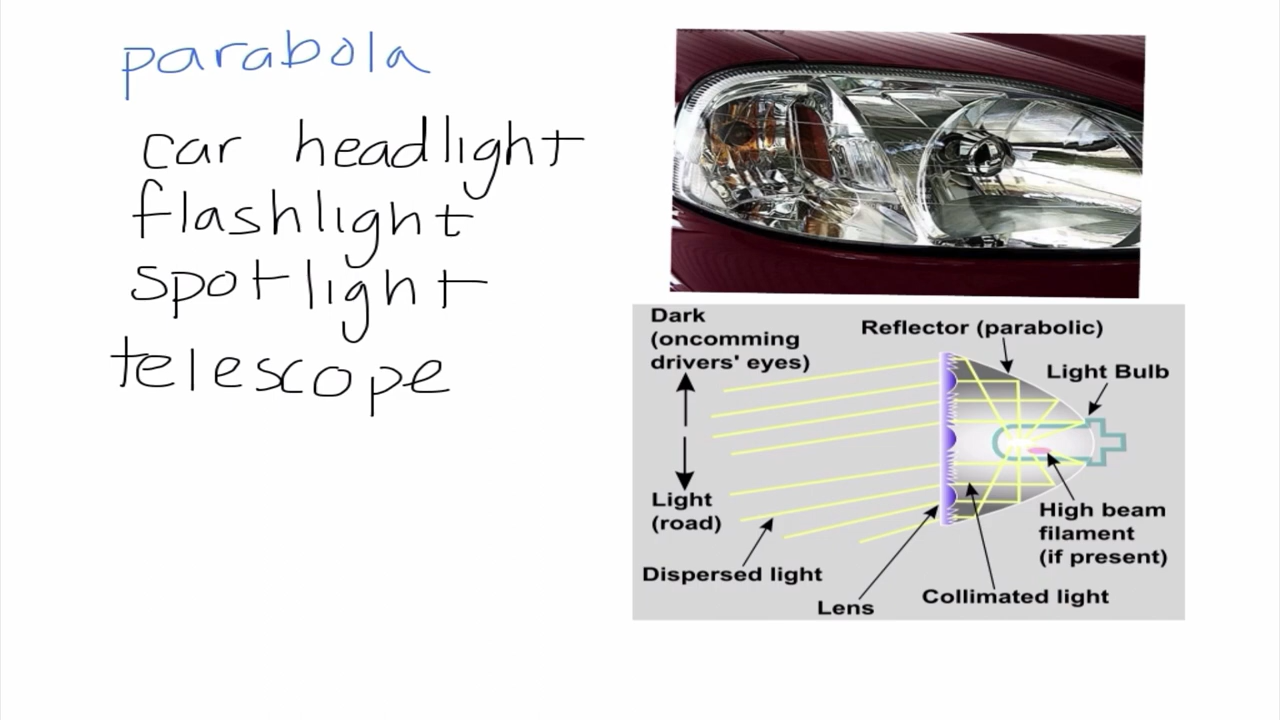 parabola
car headlight
flashlight
spotlight
telescope
Dark
(oncomming
drivers' eyes)
Reflector (parabolic)
Light Bulb
Light
(road)
High beam
filament
(if present)
Dispersed light
Lens
Collimated light